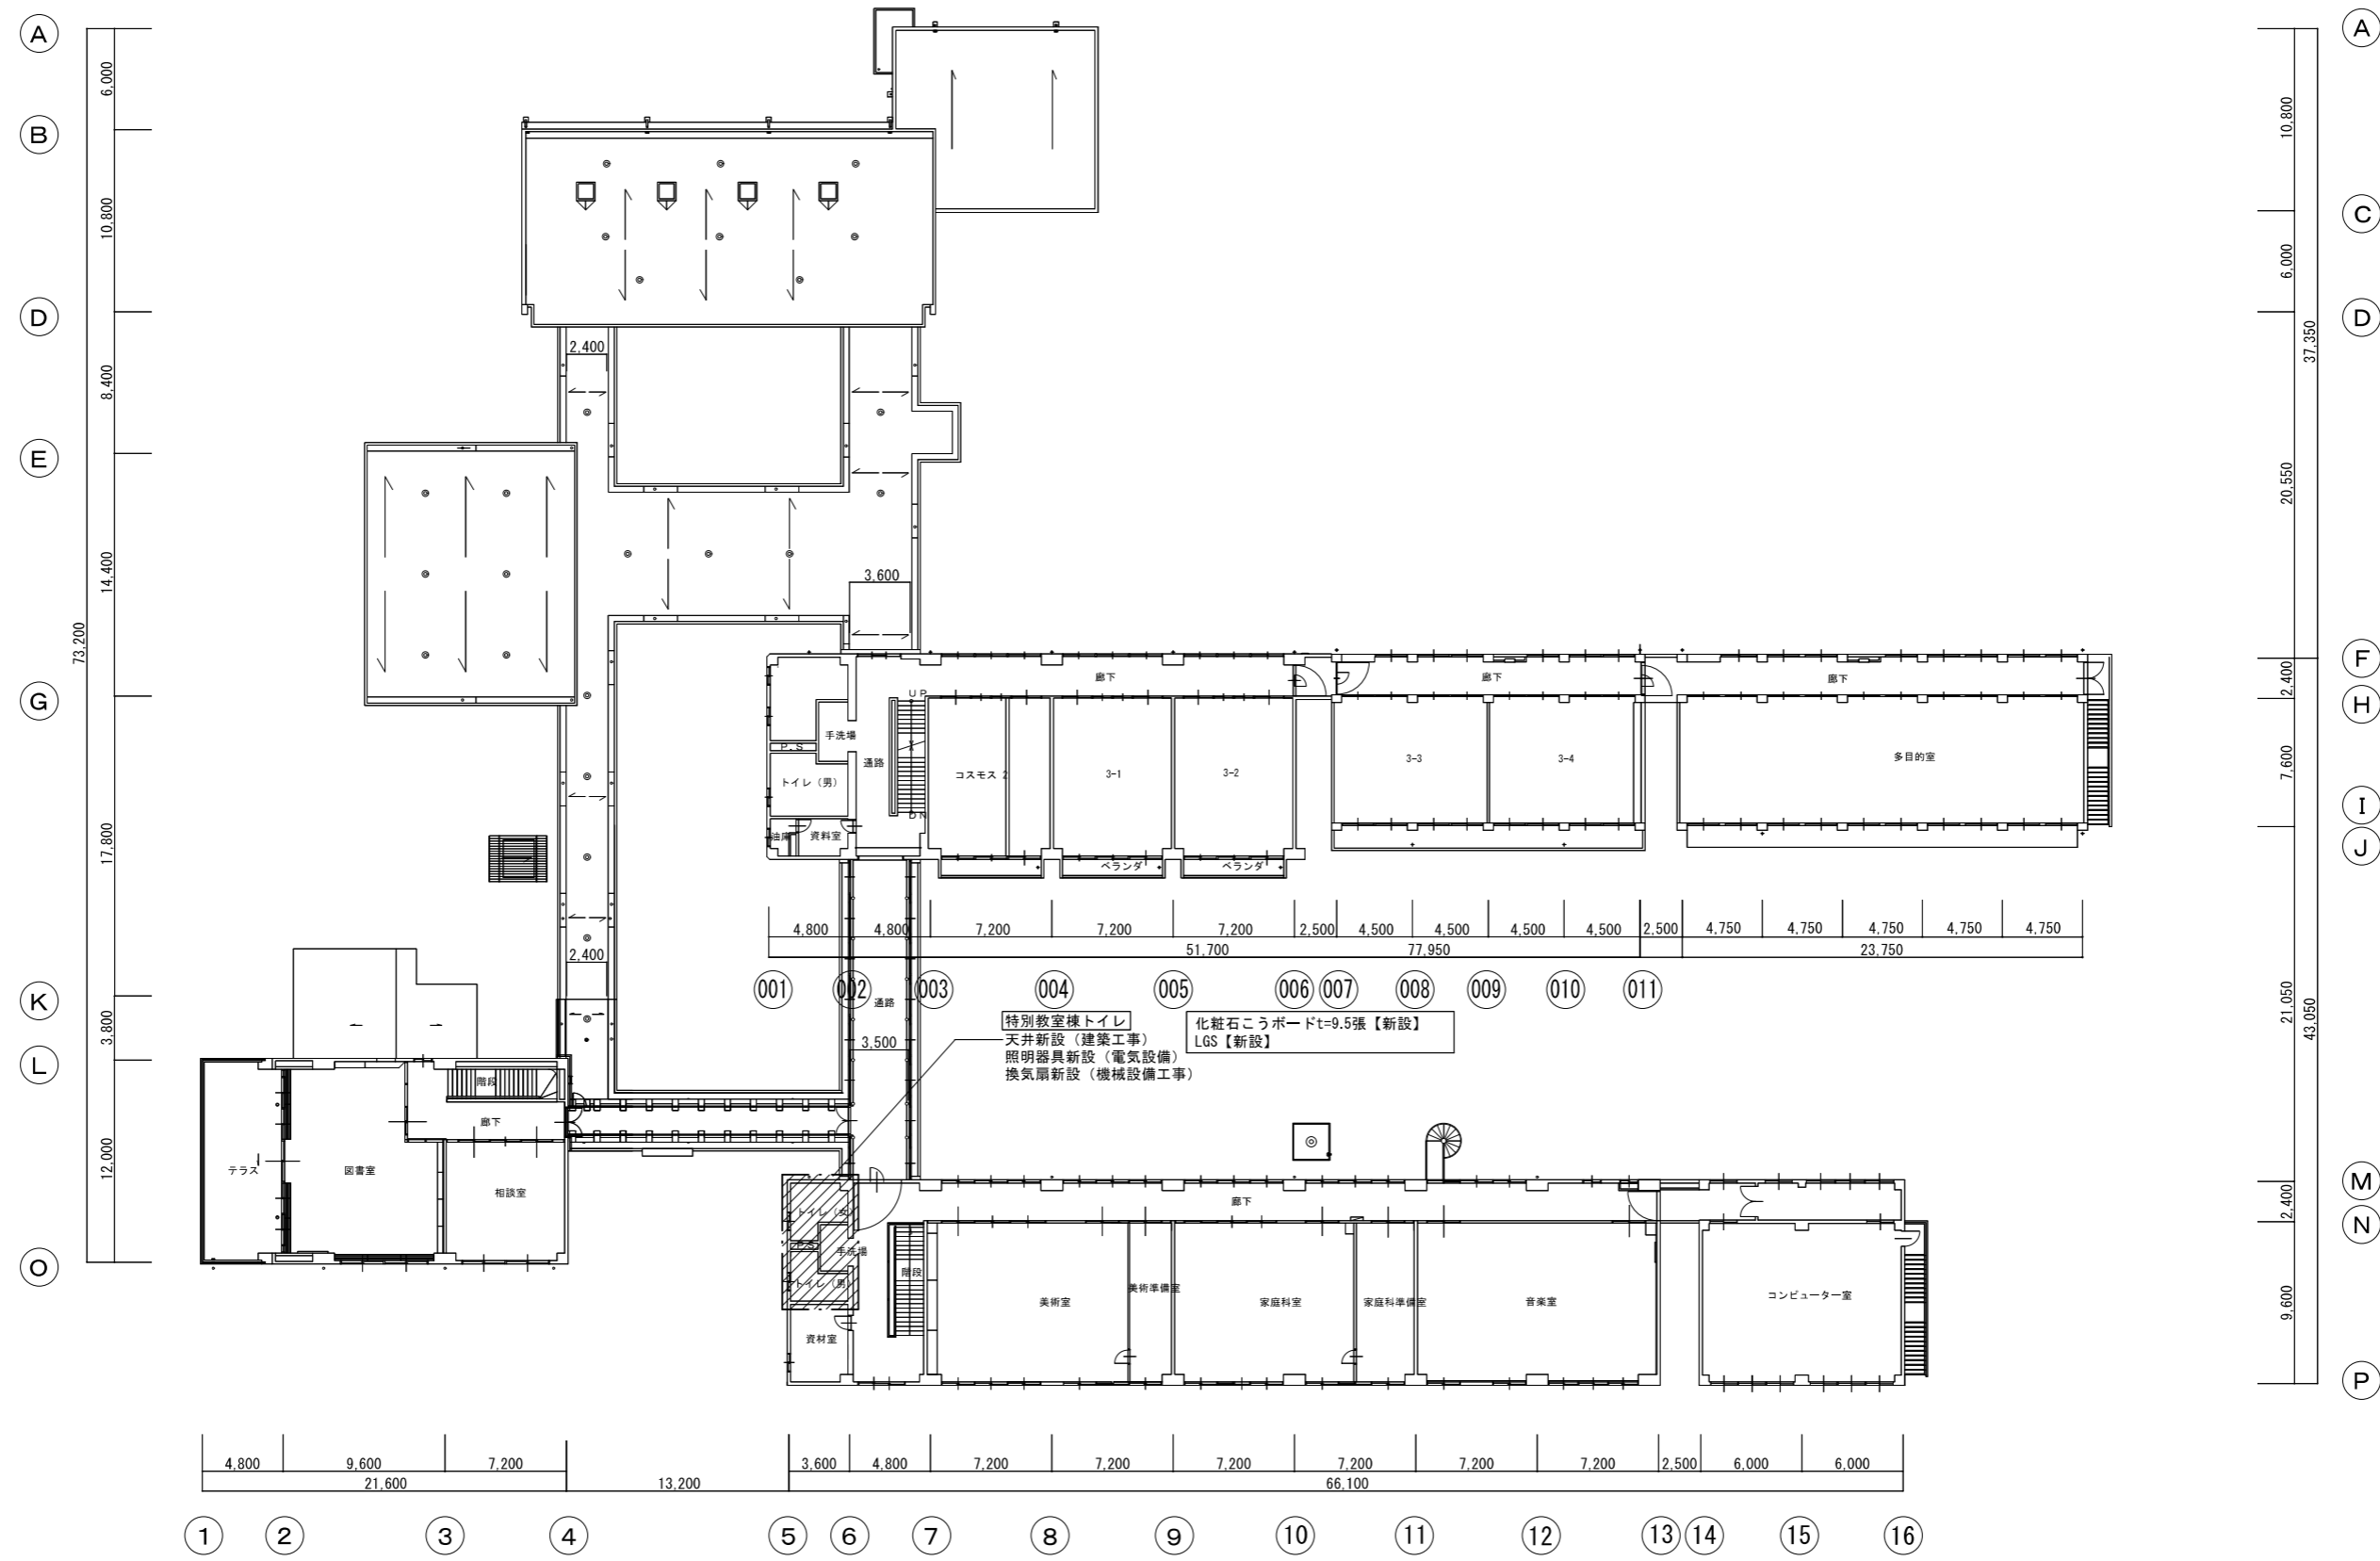 A
A
6,000
10,800
B
10,800
C
6,000
D
D
37,350
2,400
8,400
E
20,550
14,400
3,600
73,200
F
廊下
廊下
廊下
2,400
G
UP
H
手洗場
P.S
通路
コスモス 2
3-1
3-2
3-3
3-4
多目的室
7,600
トイレ（男）
I
DN
油庫
資料室
17,800
J
ベランダ
ベランダ
4,800
4,800
7,200
7,200
7,200
2,500
4,500
4,500
4,500
4,500
2,500
4,750
4,750
4,750
4,750
4,750
51,700
77,950
23,750
2,400
001
002
003
004
005
006
007
008
009
010
011
K
通路
21,050
43,050
特別教室棟トイレ
天井新設（建築工事）
照明器具新設（電気設備）
換気扇新設（機械設備工事）
化粧石こうボードt=9.5張【新設】
LGS【新設】
3,800
3,500
L
階段
廊下
12,000
テラス
図書室
相談室
M
トイレ（女）
廊下
2,400
N
P.S
手洗場
O
トイレ（男）
階段
美術室
美術準備室
家庭科室
家庭科準備室
音楽室
コンピューター室
9,600
資材室
P
4,800
9,600
7,200
3,600
4,800
7,200
7,200
7,200
7,200
7,200
7,200
2,500
6,000
6,000
21,600
13,200
66,100
1
2
3
4
5
6
7
8
9
10
11
12
13
14
15
16